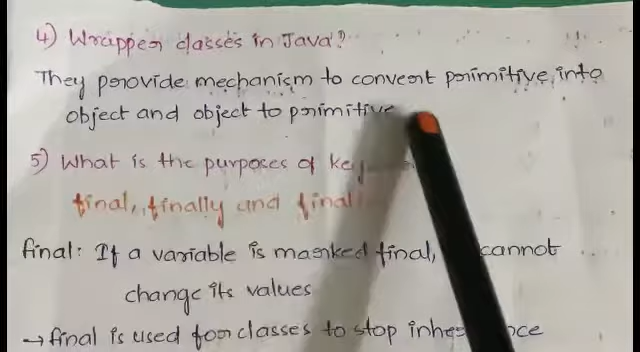 4) Wrapper classes in Java?
They provide mechanism to convert primitive into
object and object to primitive
5) What is the purposes of
final, finally and
final: If a variable is marked final, cannot
change its values
→ final is used for classes to stop